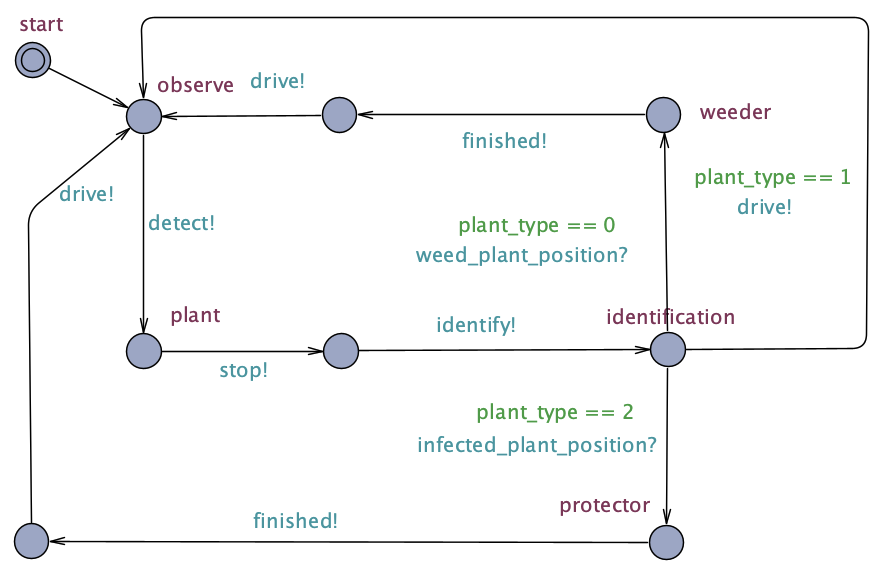 start
observe
drive!
weeder
finished!
plant_type == 1
drive!
drive!
detect!
plant_type == 0
weed_plant_position?
plant
identify!
identification
stop!
plant_type == 2
infected_plant_position?
protector
finished!